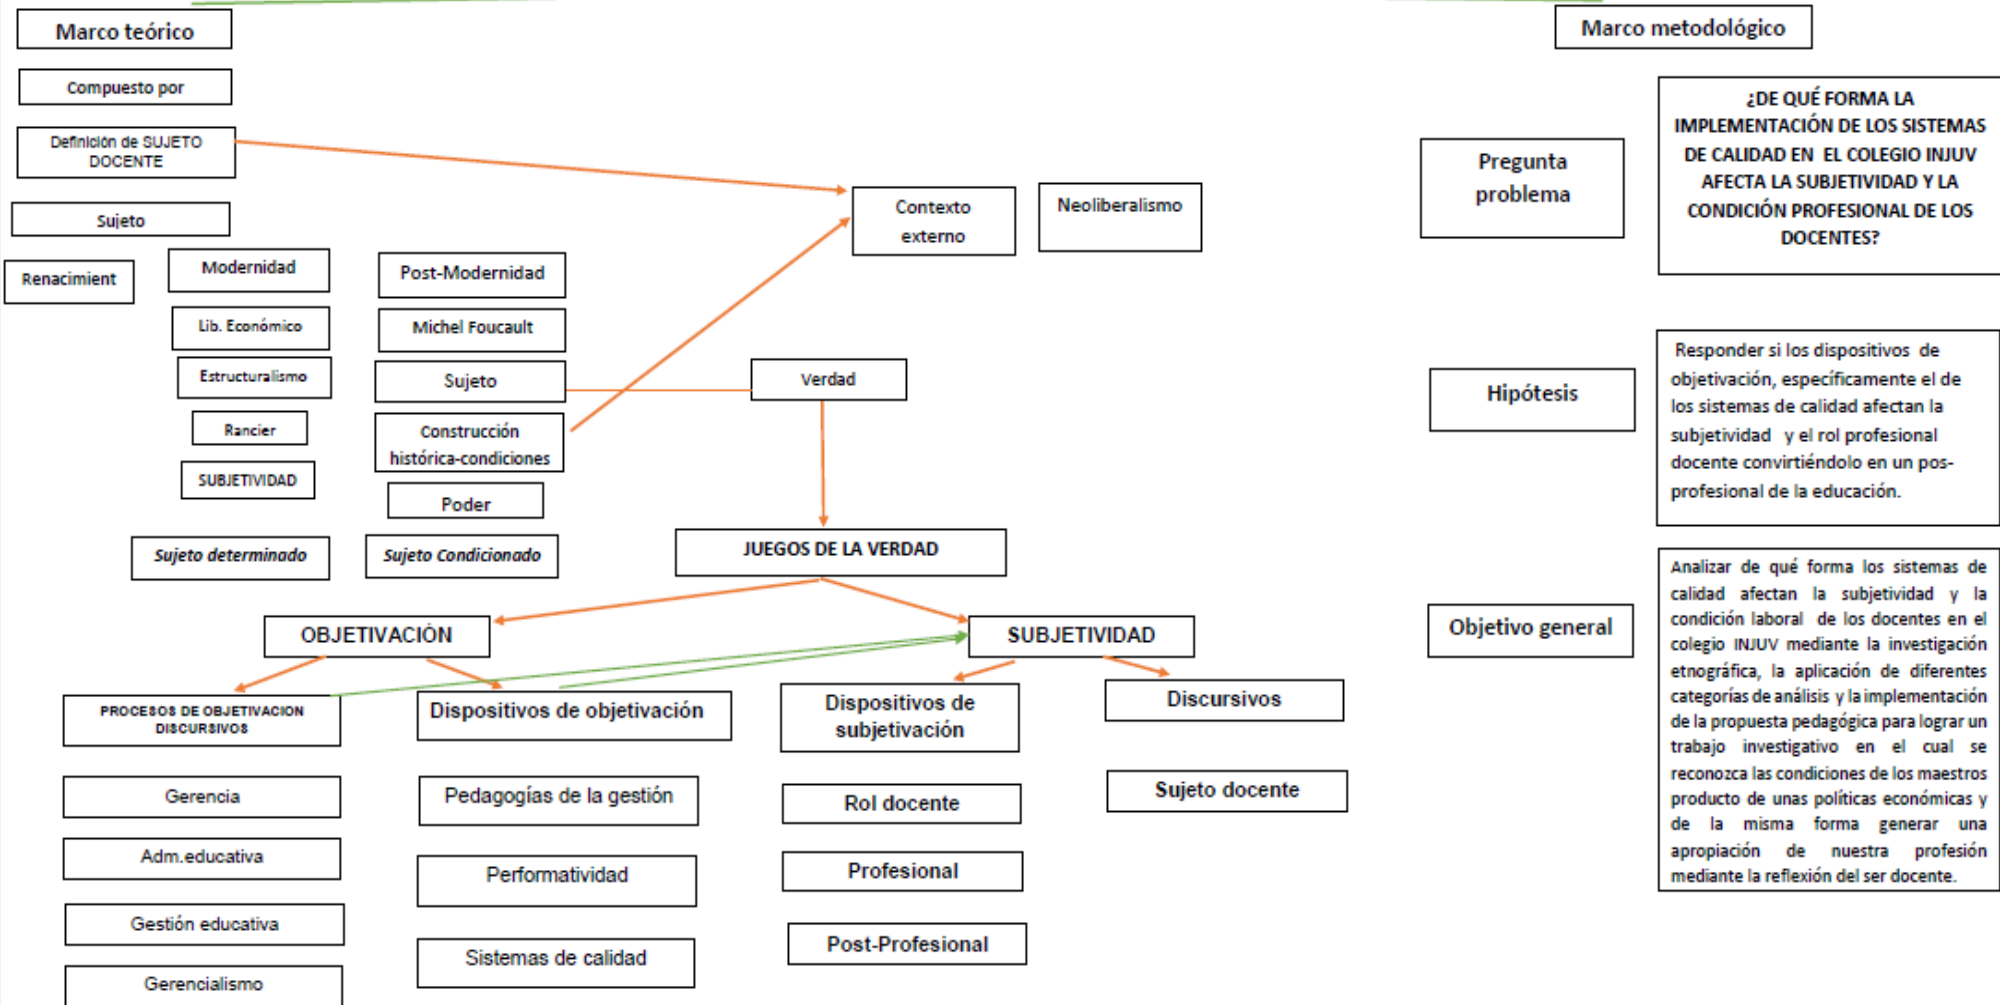 Marco teórico
Compuesto por
Definición de SUJETO
DOCENTE
Sujeto
Renacimient
Modernidad
Lib. Económico
Estructuralismo
Rancier
SUBJETIVIDAD
Sujeto determinado
Post-Modernidad
Michel Foucault
Sujeto
Construcción
histórica-condiciones
Poder
Sujeto Condicionado
Contexto
externo
Neoliberalismo
Verdad
JUEGOS DE LA VERDAD
OBJETIVACIÓN
SUBJETIVIDAD
PROCESOS DE OBJETIVACION
DISCURSIVOS
Gerencia
Adm.educativa
Gestión educativa
Gerencialismo
Dispositivos de objetivación
Pedagogías de la gestión
Performatividad
Sistemas de calidad
Dispositivos de
subjetivación
Rol docente
Profesional
Post-Profesional
Discursivos
Sujeto docente
Marco metodológico
Pregunta
problema
¿DE QUÉ FORMA LA
IMPLEMENTACIÓN DE LOS SISTEMAS
DE CALIDAD EN EL COLEGIO INJUV
AFECTA LA SUBJETIVIDAD Y LA
CONDICIÓN PROFESIONAL DE LOS
DOCENTES?
Hipótesis
Responder si los dispositivos de
objetivación, específicamente el de
los sistemas de calidad afectan la
subjetividad y el rol profesional
docente convirtiéndolo en un pos-
profesional de la educación.
Objetivo general
Analizar de qué forma los sistemas de
calidad afectan la subjetividad y la
condición laboral de los docentes en el
colegio INJUV mediante la investigación
etnográfica, la aplicación de diferentes
categorías de análisis y la implementación
de la propuesta pedagógica para lograr un
trabajo investigativo en el cual se
reconozca las condiciones de los maestros
producto de unas políticas económicas y
de la misma forma generar una
apropiación de nuestra profesión
mediante la reflexión del ser docente.